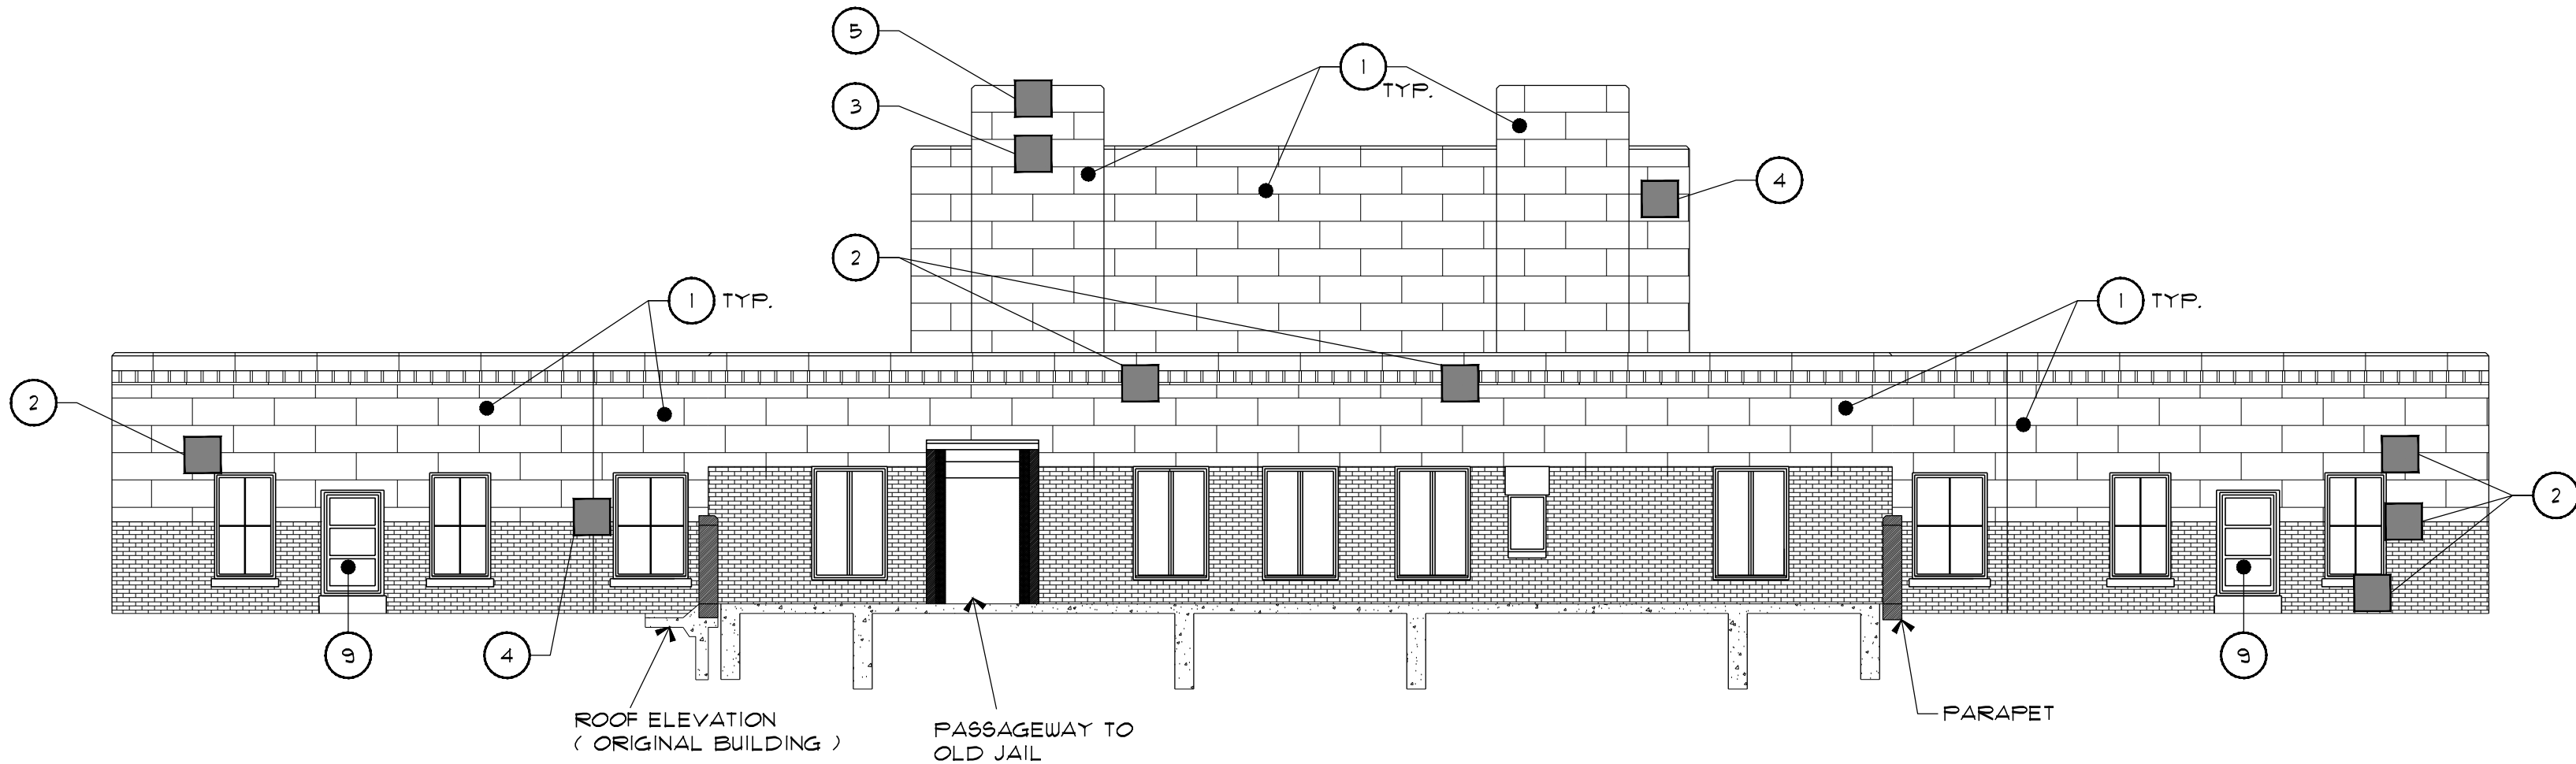 5
1
TYP.
3
4
2
1 TYP.
1 TYP.
2
2
9
4
9
ROOF ELEVATION
( ORIGINAL BUILDING )
PASSAGEWAY TO
OLD JAIL
PARAPET